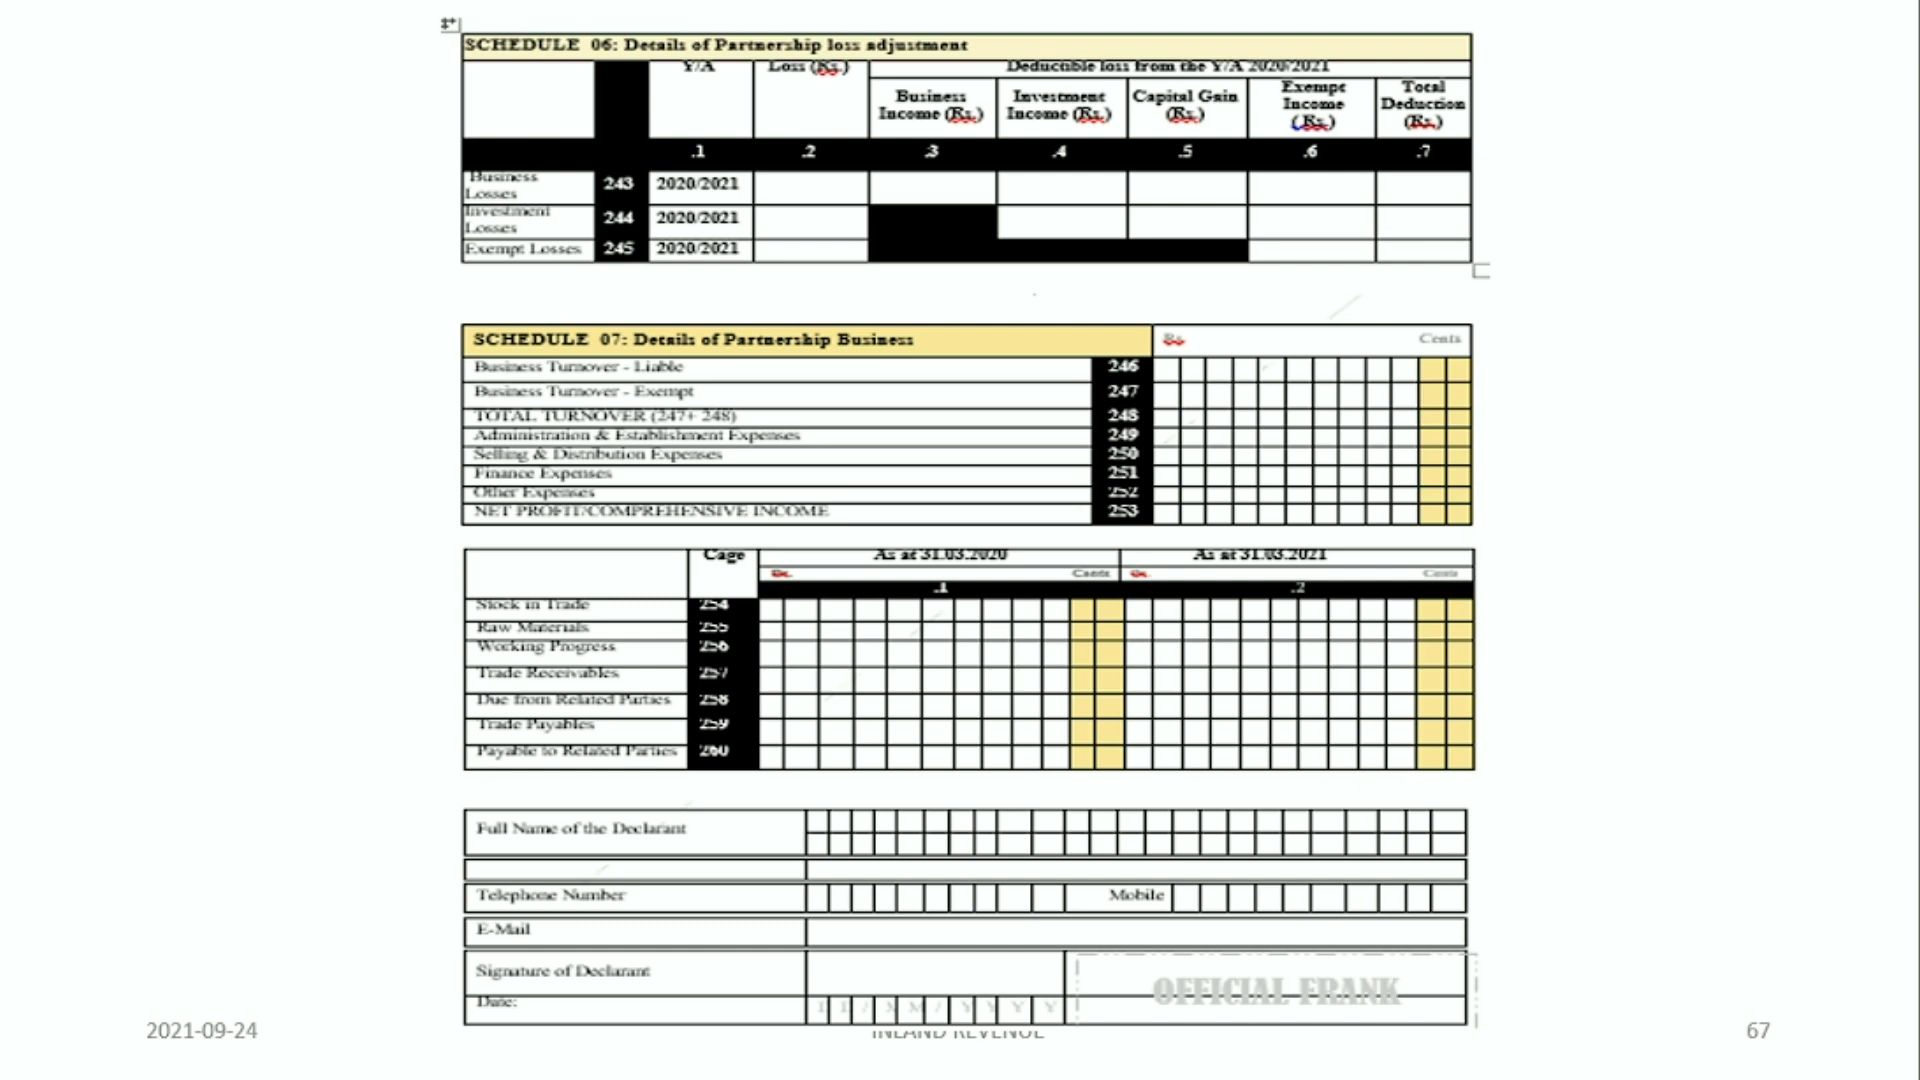 SCHEDULE 06: Details of Partnership loss adjustment
Y/A Loss (Rs.) Deductible loss from the Y/A 2020/2021
Business Income (Rs.) Investment Income (Rs.) Capital Gain (Rs.) Exempt Income (Rs.) Total Deduction (Rs.)
.1 .2 .3 .4 .5 .6 .7
Business Losses 243 2020/2021
Investment Losses 244 2020/2021
Exempt Losses 245 2020/2021
SCHEDULE 07: Details of Partnership Business Rs. Cents
Business Turnover - Liable 246
Business Turnover - Exempt 247
TOTAL TURNOVER (247+ 248) 248
Administration & Establishment Expenses 249
Selling & Distribution Expenses 250
Finance Expenses 251
Other Expenses 252
NET PROFIT/COMPREHENSIVE INCOME 253
Cage As at 31.03.2020 As at 31.03.2021
Rs. Cents Rs. Cents
.1 .2
Stock in Trade 254
Raw Materials 255
Working Progress 256
Trade Receivables 257
Due from Related Parties 258
Trade Payables 259
Payable to Related Parties 260
Full Name of the Declarant
Telephone Number Mobile
E-Mail
Signature of Declarant
OFFICIAL FRANK
Date: D D / M M / Y Y Y Y
2021-09-24 INLAND REVENUE 67